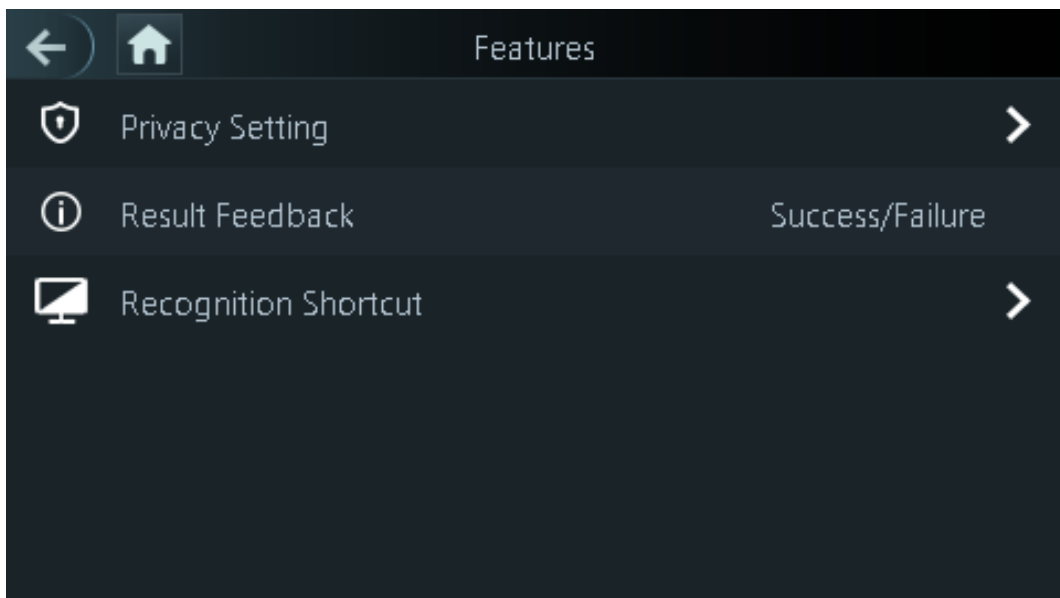 Features
Privacy Setting
Result Feedback Success/Failure
Recognition Shortcut